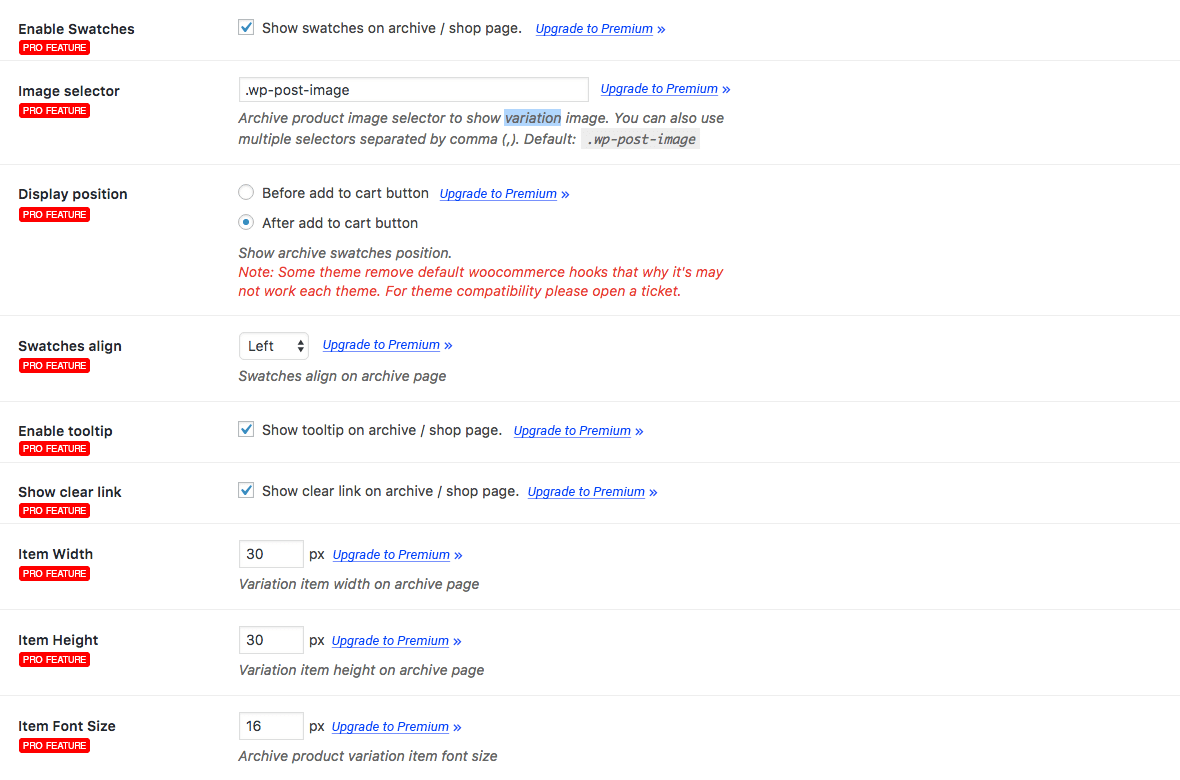 Enable Swatches
PRO FEATURE
Show swatches on archive / shop page. Upgrade to Premium »
Image selector
PRO FEATURE
.wp-post-image Upgrade to Premium »
Archive product image selector to show variation image. You can also use
multiple selectors separated by comma (,). Default: .wp-post-image
Display position
PRO FEATURE
Before add to cart button Upgrade to Premium »
After add to cart button
Show archive swatches position.
Note: Some theme remove default woocommerce hooks that why it's may
not work each theme. For theme compatibility please open a ticket.
Swatches align
PRO FEATURE
Left Upgrade to Premium »
Swatches align on archive page
Enable tooltip
PRO FEATURE
Show tooltip on archive / shop page. Upgrade to Premium »
Show clear link
PRO FEATURE
Show clear link on archive / shop page. Upgrade to Premium »
Item Width
PRO FEATURE
30 px Upgrade to Premium »
Variation item width on archive page
Item Height
PRO FEATURE
30 px Upgrade to Premium »
Variation item height on archive page
Item Font Size
PRO FEATURE
16 px Upgrade to Premium »
Archive product variation item font size